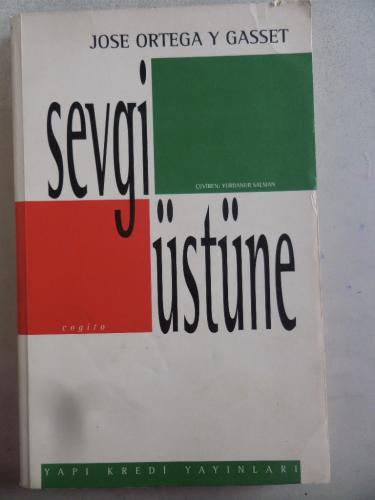 JOSE ORTEGA Y GASSET
sevgi
ÇEVİREN: YURDANUR SALMAN
üstüne
cogito
YAPI KREDİ YAYINLARI